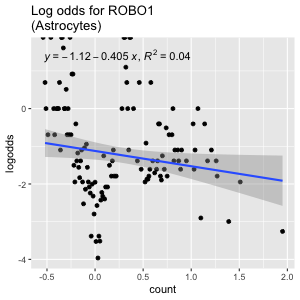 Log odds for ROBO1
(Astrocytes)
y = −1.12 − 0.405 x, R² = 0.04
0
-2
-4
logodds
-0.5 0.0 0.5 1.0 1.5 2.0
count